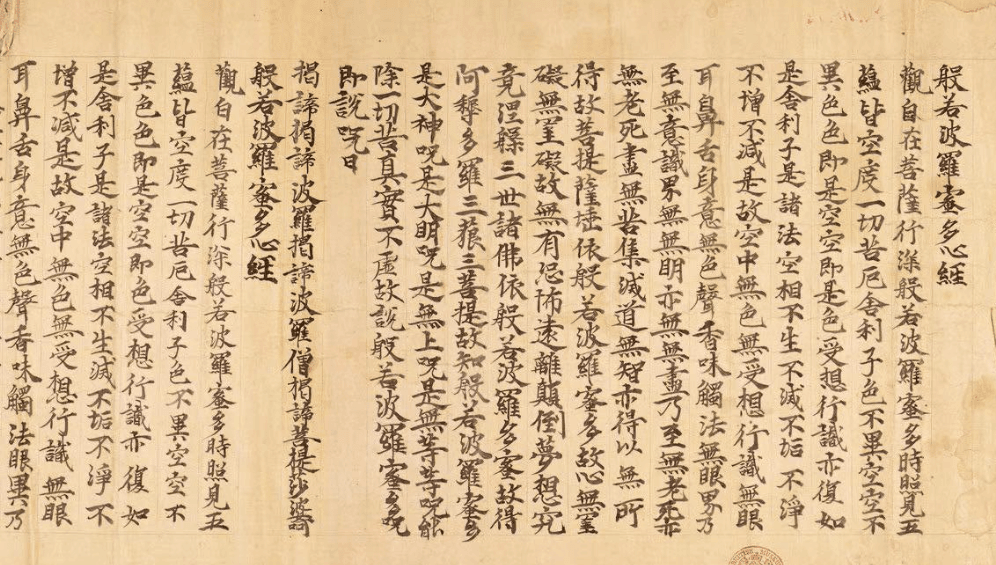 般若波羅蜜多心經
觀自在菩薩行深般若波羅蜜多時照見五
蘊皆空度一切苦厄舍利子色不異空空不
異色色即是空空即是色受想行識亦復如
是舍利子是諸法空相不生不滅不垢不淨
不增不減是故空中無色無受想行識無眼
耳鼻舌身意無色聲香味觸法無眼界乃
至無意識界無無明亦無無盡乃至無老死亦
無老死盡無苦集滅道無智亦得以無所
得故菩提薩埵依般若波羅蜜多故心無罣
礙無罣礙故無有恐怖遠離顛倒夢想究
竟涅槃三世諸佛依般若波羅多蜜故得
阿耨多羅三藐三菩提故知般若波羅蜜多
是大神呪是大明呪是無上呪是無等等呪能
除一切苦真實不虛故說般若波羅蜜多呪
即說呪曰
揭諦揭諦波羅揭諦波羅僧揭諦菩提莎婆訶
般若波羅蜜多心經
觀自在菩薩行深般若波羅蜜多時照見五
蘊皆空度一切苦厄舍利子色不異空空不
異色色即是空空即是色受想行識亦復如
是舍利子是諸法空相不生不滅不垢不淨不
增不減是故空中無色無受想行識無眼
耳鼻舌身意無色聲香味觸法眼界乃